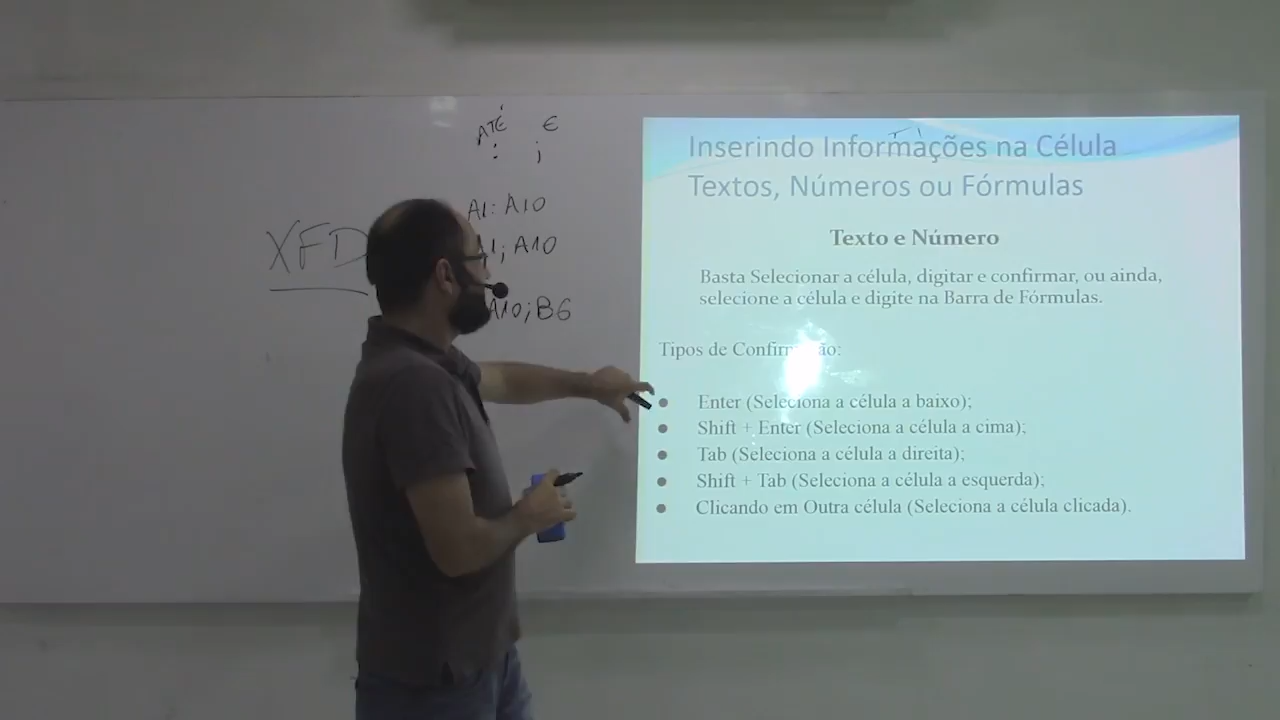 ATÉ E
: ;
A1: A10
A1; A10
A10; B6
XFD
Inserindo Informações na Célula
Textos, Números ou Fórmulas
Texto e Número
Basta Selecionar a célula, digitar e confirmar, ou ainda,
selecione a célula e digite na Barra de Fórmulas.
Tipos de Confirmação:
● Enter (Seleciona a célula a baixo);
● Shift + Enter (Seleciona a célula a cima);
● Tab (Seleciona a célula a direita);
● Shift + Tab (Seleciona a célula a esquerda);
● Clicando em Outra célula (Seleciona a célula clicada).